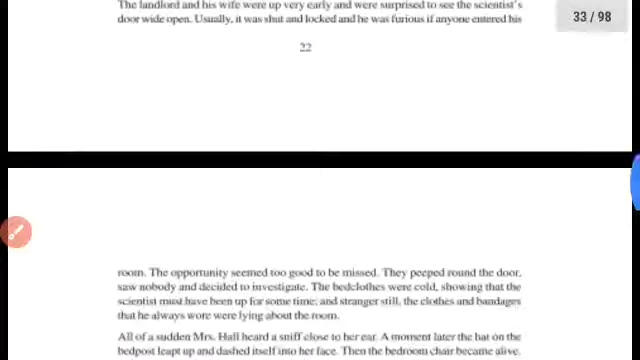 The landlord and his wife were up very early and were surprised to see the scientist's
door wide open. Usually, it was shut and locked and he was furious if anyone entered his
33 / 98
22
room. The opportunity seemed too good to be missed. They peeped round the door,
saw nobody and decided to investigate. The bedclothes were cold, showing that the
scientist must have been up for some time; and stranger still, the clothes and bandages
that he always wore were lying about the room.
All of a sudden Mrs. Hall heard a sniff close to her ear. A moment later the hat on the
bedpost leapt up and dashed itself into her face. Then the bedroom chair became alive.